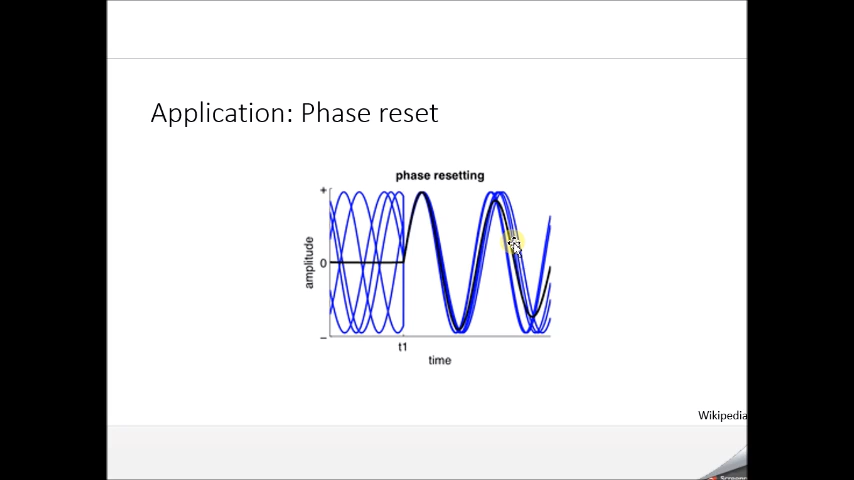 Application: Phase reset
phase resetting
+
amplitude
0
–
t1
time
Wikipedia